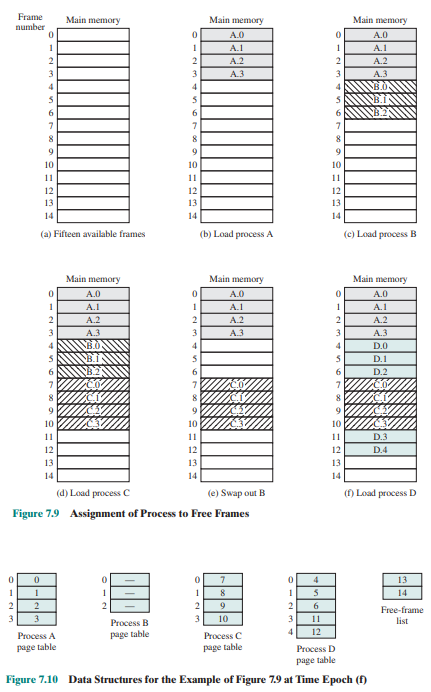 Frame
number
Main memory
Main memory
Main memory
0
0 A.0
0 A.0
1
1 A.1
1 A.1
2
2 A.2
2 A.2
3
3 A.3
3 A.3
4
4
4 B.0
5
5
5 B.1
6
6
6 B.2
7
7
7
8
8
8
9
9
9
10
10
10
11
11
11
12
12
12
13
13
13
14
14
14
(a) Fifteen available frames
(b) Load process A
(c) Load process B
Main memory
Main memory
Main memory
0 A.0
0 A.0
0 A.0
1 A.1
1 A.1
1 A.1
2 A.2
2 A.2
2 A.2
3 A.3
3 A.3
3 A.3
4 B.0
4
4 D.0
5 B.1
5
5 D.1
6 B.2
6
6 D.2
7 C.0
7 C.0
7 C.0
8 C.1
8 C.1
8 C.1
9 C.2
9 C.2
9 C.2
10 C.3
10 C.3
10 C.3
11
11
11 D.3
12
12
12 D.4
13
13
13
14
14
14
(d) Load process C
(e) Swap out B
(f) Load process D
Figure 7.9 Assignment of Process to Free Frames
0 0
1 1
2 2
3 3
Process A
page table
0 —
1 —
2 —
Process B
page table
0 7
1 8
2 9
3 10
Process C
page table
0 4
1 5
2 6
3 11
4 12
Process D
page table
13
14
Free-frame
list
Figure 7.10 Data Structures for the Example of Figure 7.9 at Time Epoch (f)